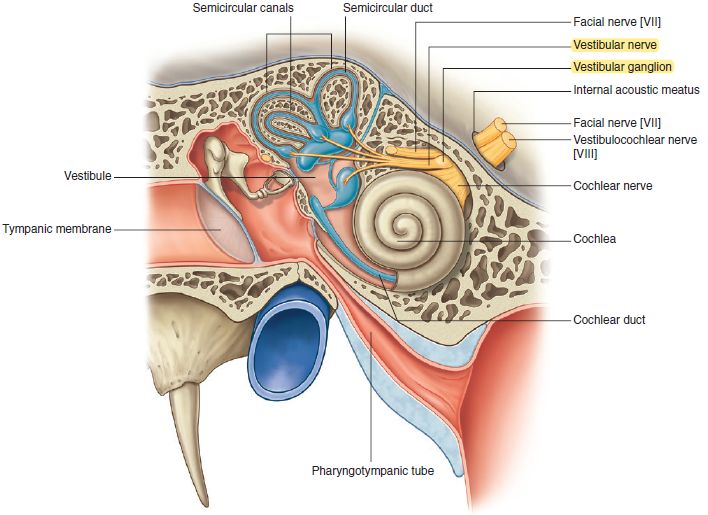 Semicircular canals
Semicircular duct
Facial nerve [VII]
Vestibular nerve
Vestibular ganglion
Internal acoustic meatus
Facial nerve [VII]
Vestibulocochlear nerve
[VIII]
Vestibule
Cochlear nerve
Tympanic membrane
Cochlea
Cochlear duct
Pharyngotympanic tube